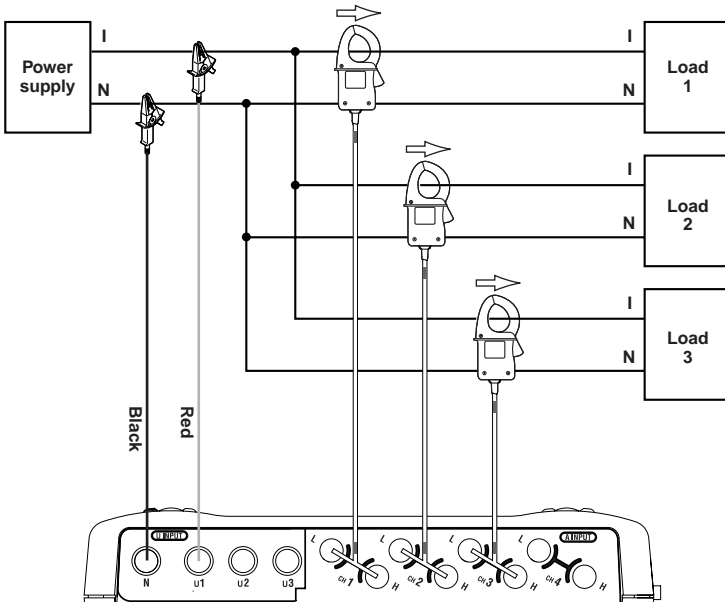 I
I
Power
supply
Load
1
N
N
I
Load
2
N
I
Load
3
N
Black
Red
U INPUT
A INPUT
L
L
L
L
N
U1
U2
U3
CH 1
H
CH 2
H
CH 3
H
CH 4
H